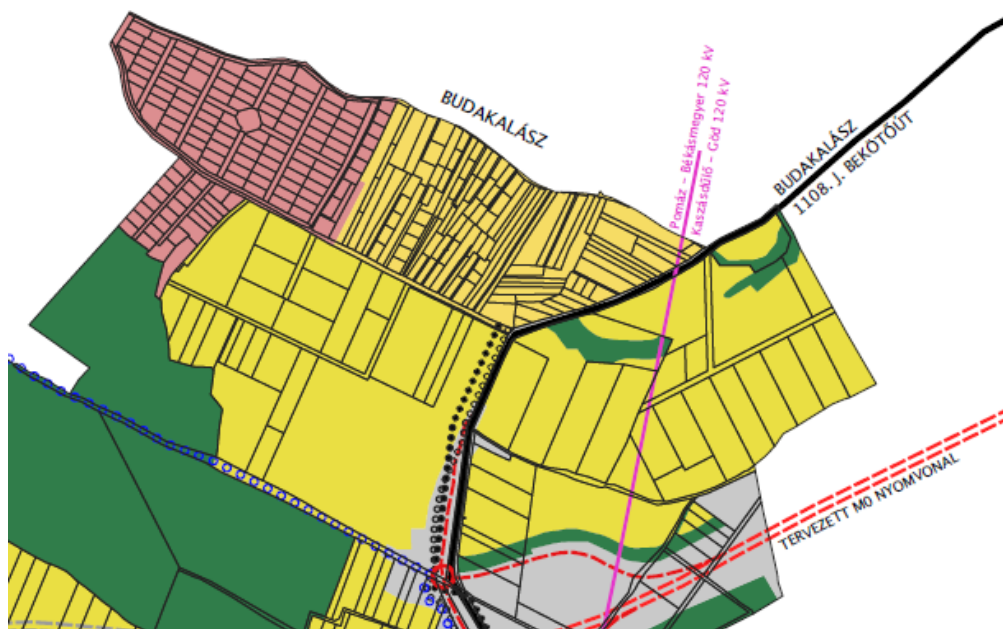 BUDAKALÁSZ
Pomáz - Békásmegyer 120 kV
Kaszásdűlő - Göd 120 kV
BUDAKALÁSZ
1108. J. BEKÖTŐÚT
TERVEZETT M0 NYOMVONAL